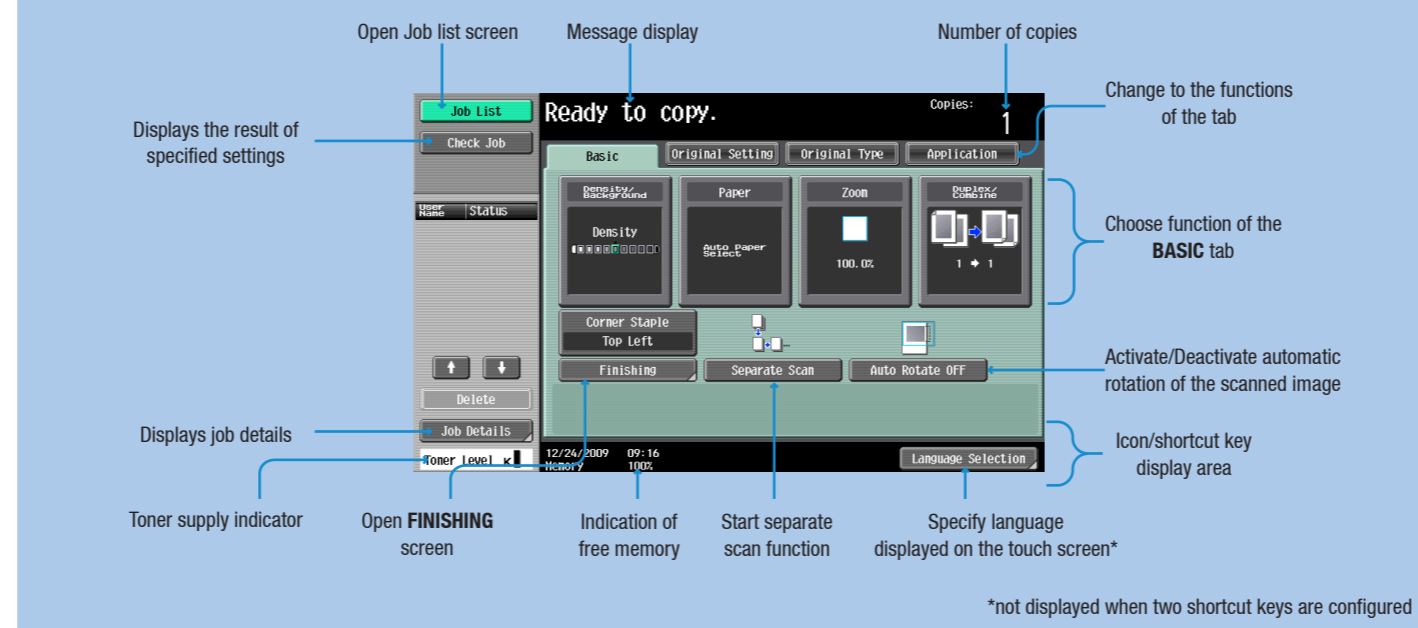 Open Job list screen
Message display
Number of copies
Change to the functions
of the tab
Displays the result of
specified settings
Job List
Check Job
Ready to copy.
Copies:
1
Basic
Original Setting
Original Type
Application
Density/
Background
Paper
Zoom
Duplex/
Combine
User
Name
Status
Density
Auto Paper
Select
100.0%
1 → 1
Choose function of the
BASIC tab
Corner Staple
Top Left
Finishing
Separate Scan
Auto Rotate OFF
Activate/Deactivate automatic
rotation of the scanned image
↑ ↓
Delete
Job Details
Displays job details
Toner Level K
12/24/2009 09:16
Memory 100%
Language Selection
Icon/shortcut key
display area
Toner supply indicator
Open FINISHING
screen
Indication of
free memory
Start separate
scan function
Specify language
displayed on the touch screen*
*not displayed when two shortcut keys are configured